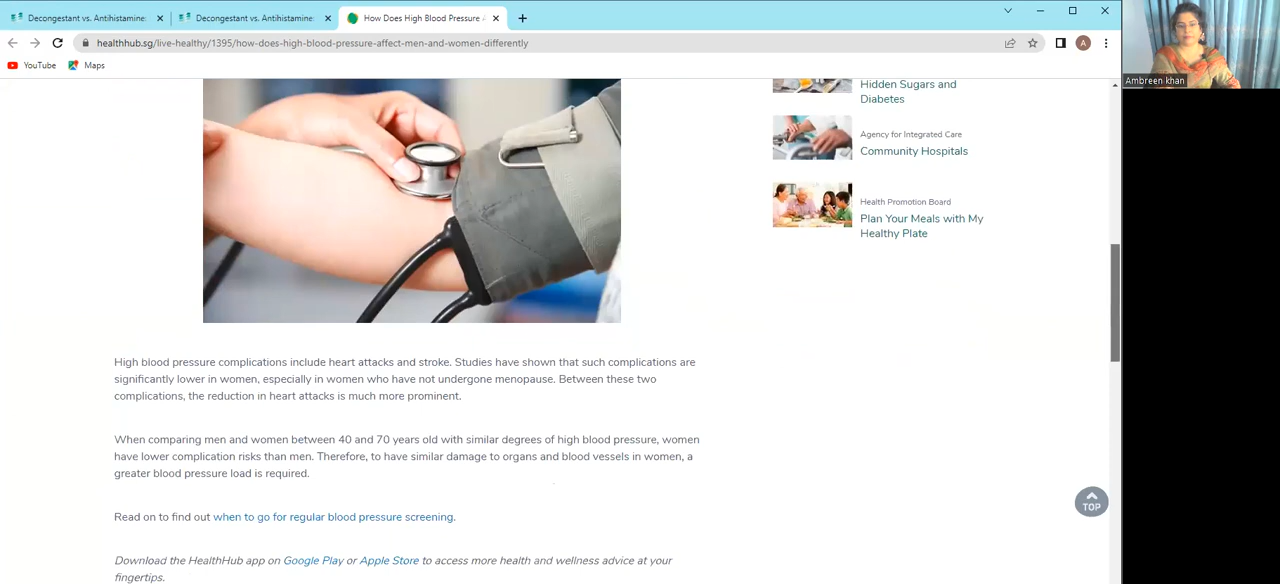 Decongestant vs. Antihistamine:
Decongestant vs. Antihistamine:
How Does High Blood Pressure A
healthhub.sg/live-healthy/1395/how-does-high-blood-pressure-affect-men-and-women-differently
A
YouTube
Maps
Ambreen khan
Hidden Sugars and
Diabetes
Agency for Integrated Care
Community Hospitals
Health Promotion Board
Plan Your Meals with My
Healthy Plate
High blood pressure complications include heart attacks and stroke. Studies have shown that such complications are
significantly lower in women, especially in women who have not undergone menopause. Between these two
complications, the reduction in heart attacks is much more prominent.
When comparing men and women between 40 and 70 years old with similar degrees of high blood pressure, women
have lower complication risks than men. Therefore, to have similar damage to organs and blood vessels in women, a
greater blood pressure load is required.
TOP
Read on to find out when to go for regular blood pressure screening.
Download the HealthHub app on Google Play or Apple Store to access more health and wellness advice at your
fingertips.